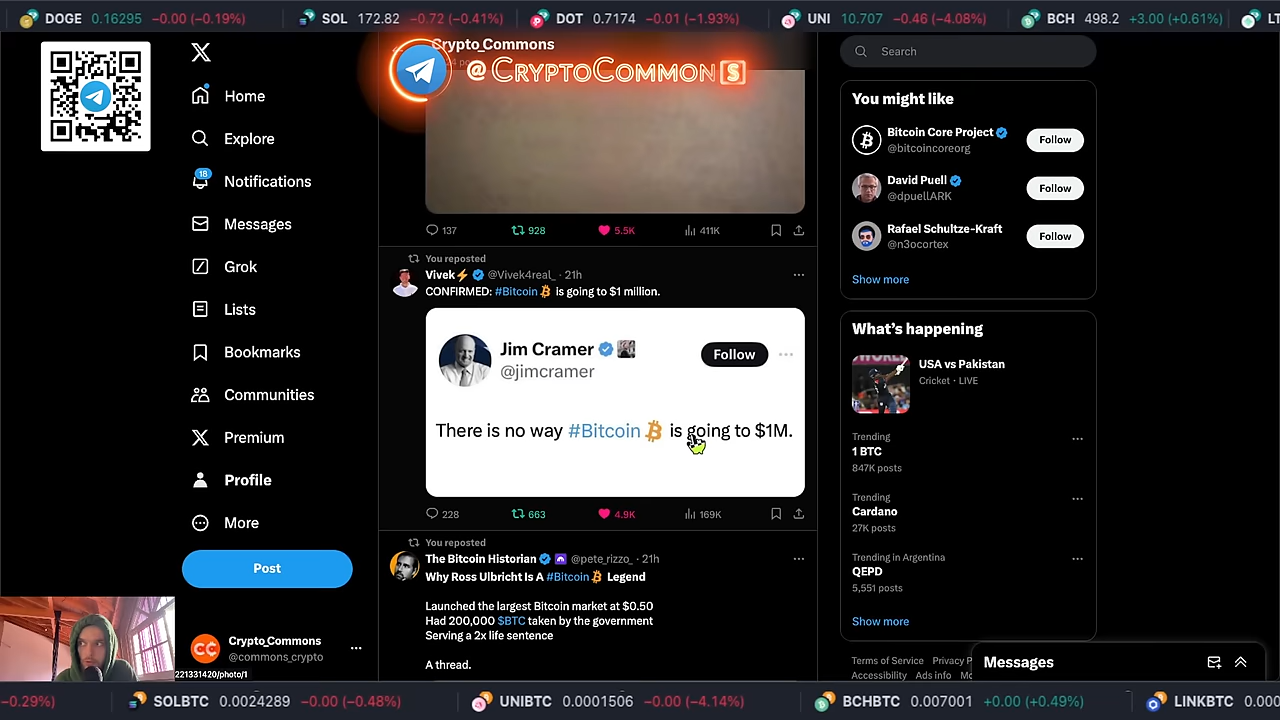 DOGE 0.16295 -0.00 (-0.19%) SOL 172.82 -0.72 (-0.41%) DOT 0.7174 -0.01 (-1.93%) UNI 10.707 -0.46 (-4.08%) BCH 498.2 +3.00 (+0.61%)
Crypto_Commons
@CRYPTOCOMMONS
X
Home
Explore
18
Notifications
Messages
Grok
Lists
Bookmarks
Communities
Premium
Profile
More
Post
Crypto_Commons
@commons_crypto
221331420/photo/1
137 928 5.5K 411K
You reposted
Vivek⚡ @Vivek4real_ · 21h
CONFIRMED: #Bitcoin is going to $1 million.
Jim Cramer
@jimcramer
Follow
There is no way #Bitcoin is going to $1M.
228 663 4.9K 169K
You reposted
The Bitcoin Historian @pete_rizzo_ · 21h
Why Ross Ulbricht Is A #Bitcoin Legend
Launched the largest Bitcoin market at $0.50
Had 200,000 $BTC taken by the government
Serving a 2x life sentence
A thread.
Search
You might like
Bitcoin Core Project
@bitcoincoreorg
Follow
David Puell
@dpuellARK
Follow
Rafael Schultze-Kraft
@n3ocortex
Follow
Show more
What's happening
USA vs Pakistan
Cricket · LIVE
Trending
1 BTC
847K posts
Trending
Cardano
27K posts
Trending in Argentina
QEPD
5,551 posts
Show more
Terms of Service Privacy
Accessibility Ads info
Messages
-0.29%) SOLBTC 0.0024289 -0.00 (-0.48%) UNIBTC 0.0001506 -0.00 (-4.14%) BCHBTC 0.007001 +0.00 (+0.49%) LINKBTC